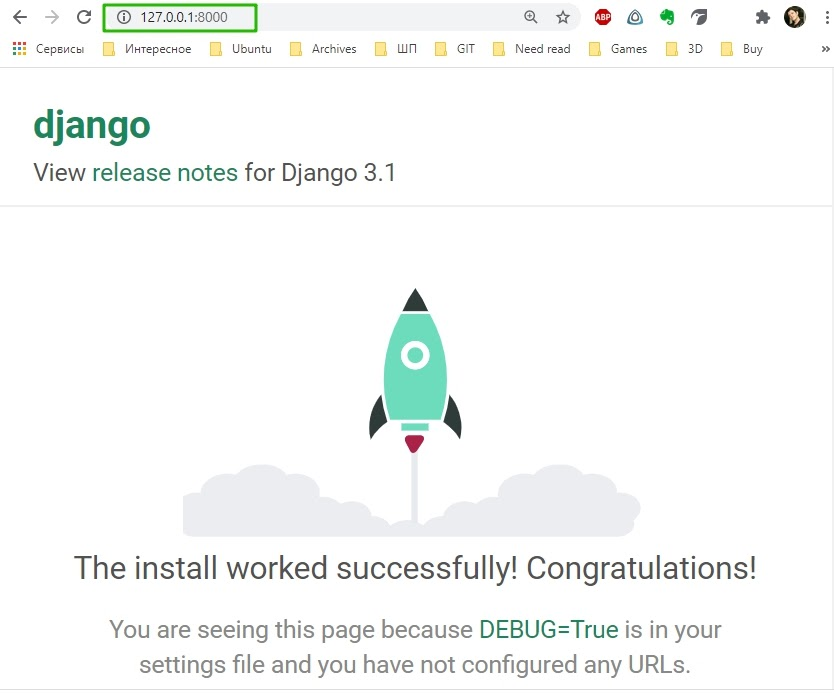 127.0.0.1:8000
ABP
Сервисы Интересное Ubuntu Archives ШП GIT Need read Games 3D Buy »
django
View release notes for Django 3.1
The install worked successfully! Congratulations!
You are seeing this page because DEBUG=True is in your
settings file and you have not configured any URLs.